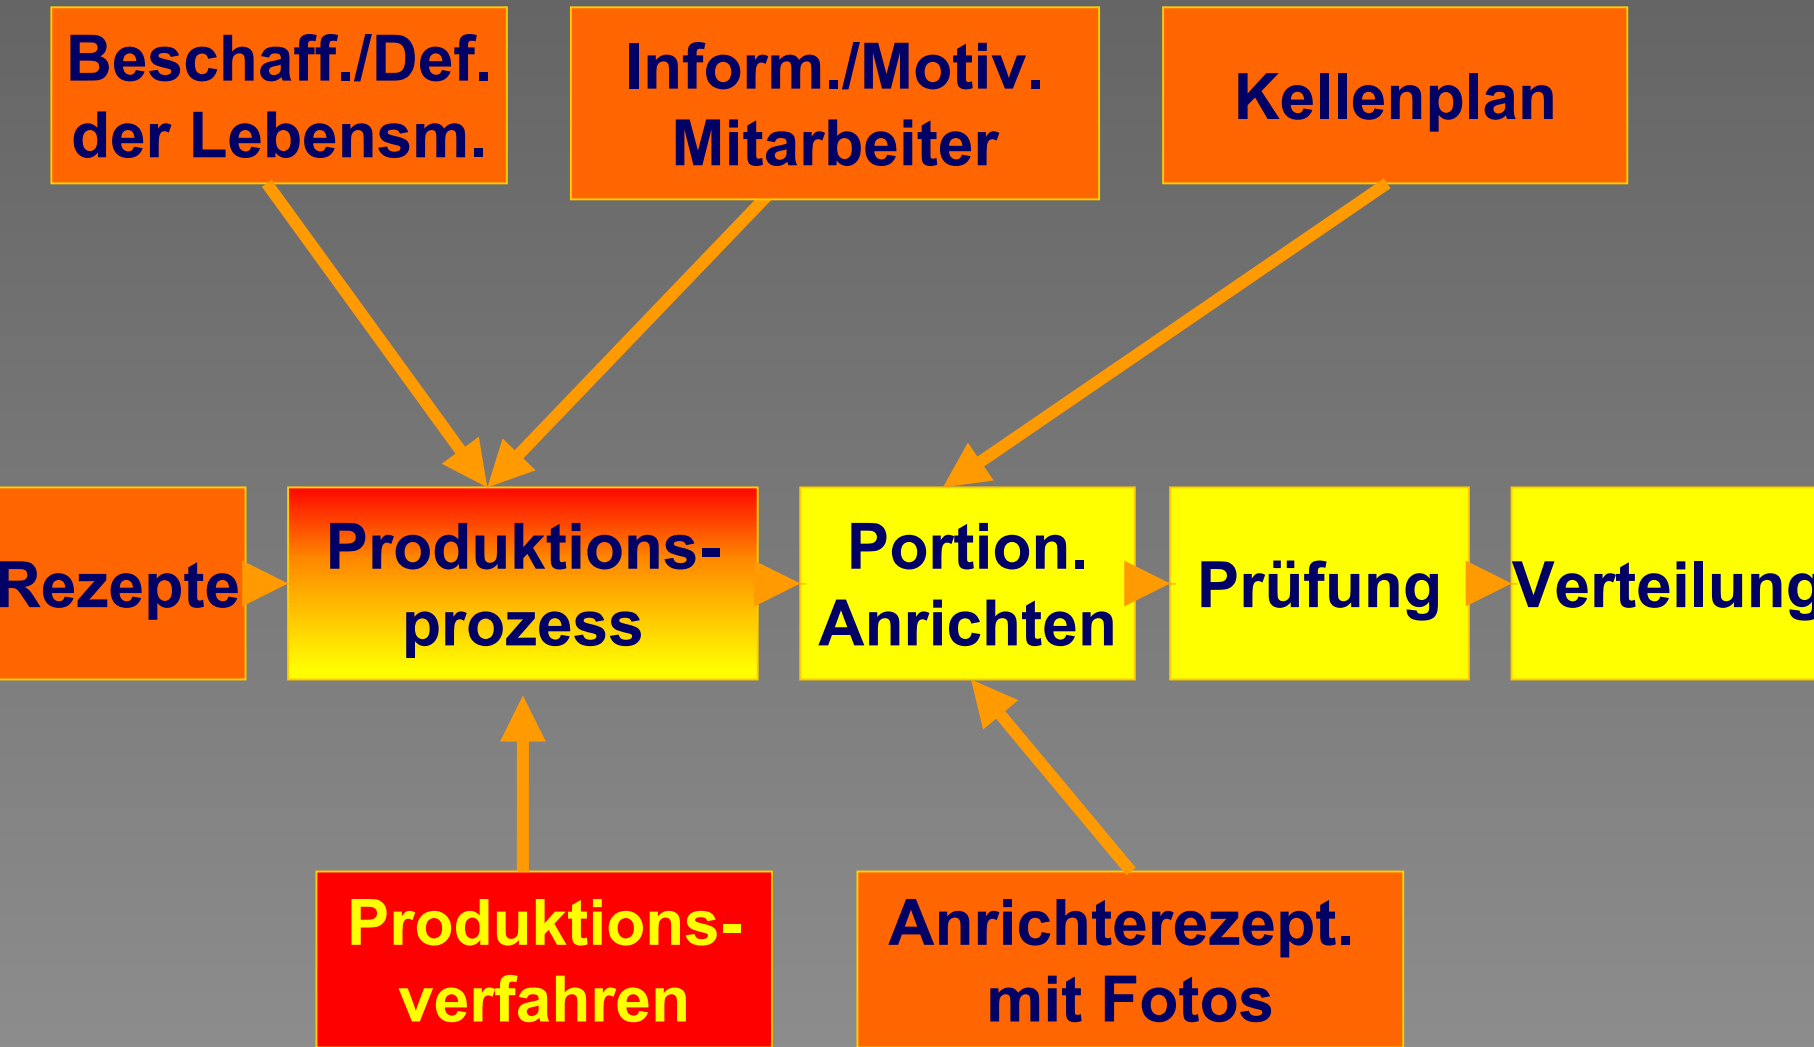 Beschaff./Def.
der Lebensm.
Inform./Motiv.
Mitarbeiter
Kellenplan
Rezepte
Produktions-
prozess
Portion.
Anrichten
Prüfung
Verteilung
Produktions-
verfahren
Anrichterezept.
mit Fotos